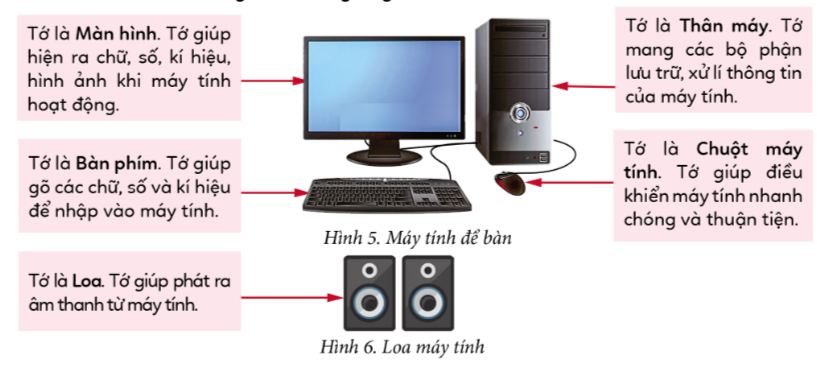 Tớ là Màn hình. Tớ giúp
hiện ra chữ, số, kí hiệu,
hình ảnh khi máy tính
hoạt động.
Tớ là Thân máy. Tớ
mang các bộ phận
lưu trữ, xử lí thông tin
của máy tính.
Tớ là Bàn phím. Tớ giúp
gõ các chữ, số và kí hiệu
để nhập vào máy tính.
Tớ là Chuột máy
tính. Tớ giúp điều
khiển máy tính nhanh
chóng và thuận tiện.
Hình 5. Máy tính để bàn
Tớ là Loa. Tớ giúp phát ra
âm thanh từ máy tính.
Hình 6. Loa máy tính